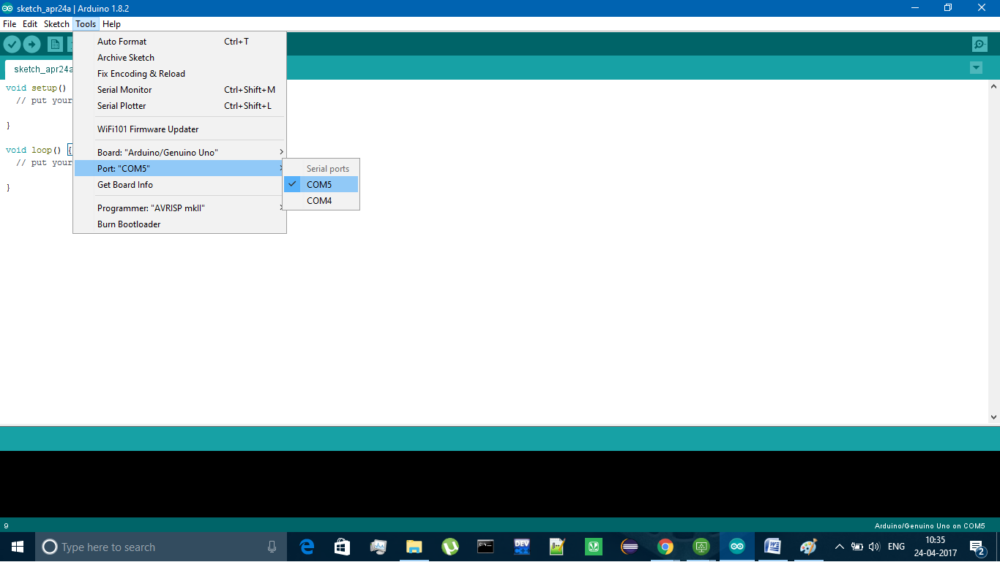 sketch_apr24a | Arduino 1.8.2
File Edit Sketch Tools Help
sketch_apr24a
void setup()
// put your
}
void loop() {
// put your
}
Auto Format Ctrl+T
Archive Sketch
Fix Encoding & Reload
Serial Monitor Ctrl+Shift+M
Serial Plotter Ctrl+Shift+L
WiFi101 Firmware Updater
Board: "Arduino/Genuino Uno"
Port: "COM5"
Get Board Info
Programmer: "AVRISP mkII"
Burn Bootloader
Serial ports
COM5
COM4
9 Arduino/Genuino Uno on COM5
Type here to search
DEV
ENG
10:35
24-04-2017
2